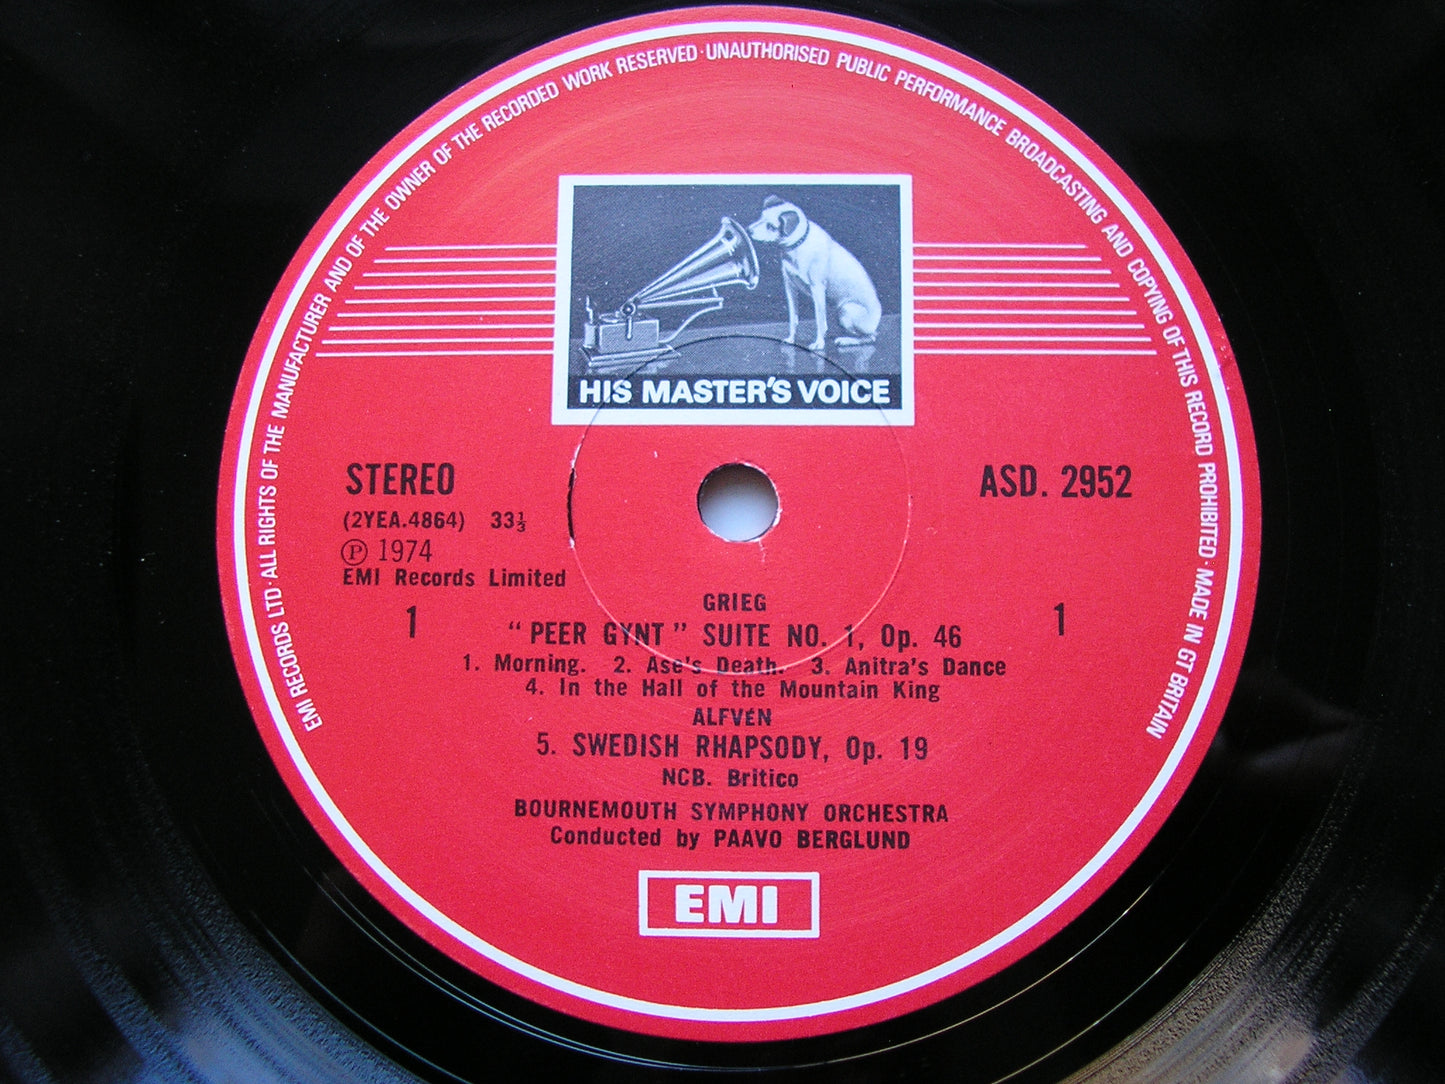 EMI RECORDS LTD · ALL RIGHTS OF THE MANUFACTURER AND OF THE OWNER OF THE RECORDED WORK RESERVED · UNAUTHORISED PUBLIC PERFORMANCE BROADCASTING AND COPYING OF THIS RECORD PROHIBITED · MADE IN GT BRITAIN
HIS MASTER'S VOICE
STEREO
ASD. 2952
(2YEA.4864) 33⅓
Ⓟ 1974
EMI Records Limited
1
1
GRIEG
"PEER GYNT" SUITE NO. 1, Op. 46
1. Morning. 2. Ase's Death. 3. Anitra's Dance
4. In the Hall of the Mountain King
ALFVÉN
5. SWEDISH RHAPSODY, Op. 19
NCB. Britico
BOURNEMOUTH SYMPHONY ORCHESTRA
Conducted by PAAVO BERGLUND
EMI